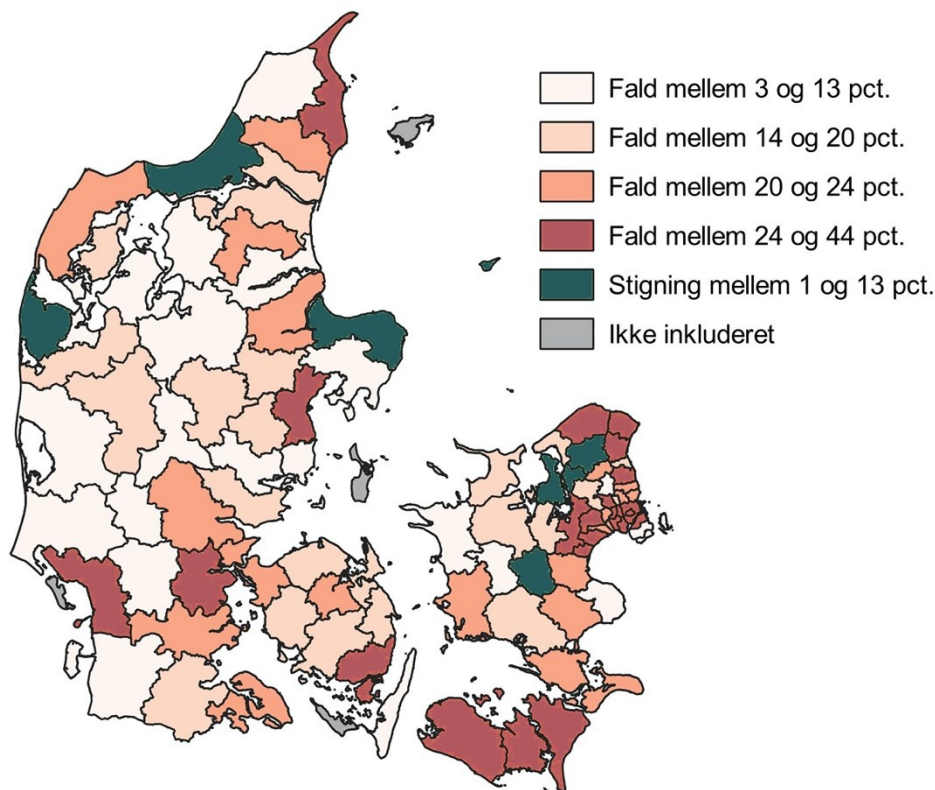 Fald mellem 3 og 13 pct.
Fald mellem 14 og 20 pct.
Fald mellem 20 og 24 pct.
Fald mellem 24 og 44 pct.
Stigning mellem 1 og 13 pct.
Ikke inkluderet